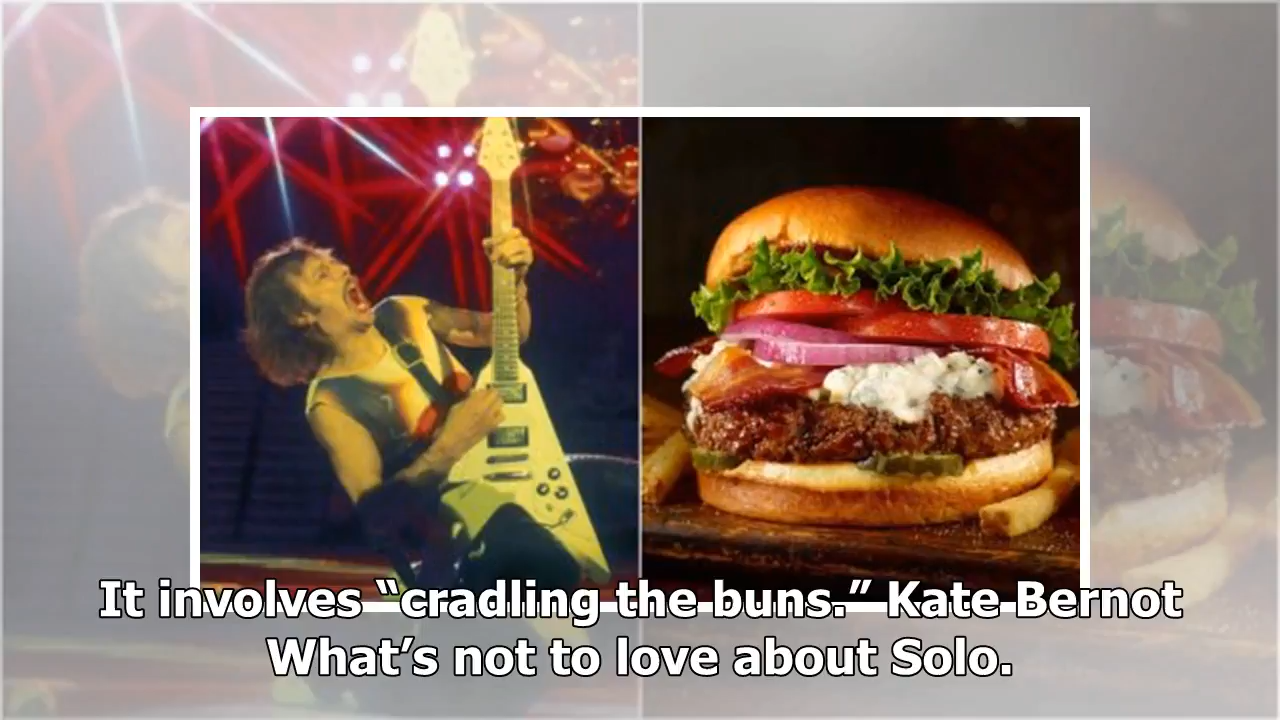 It involves “cradling the buns.” Kate Bernot
What’s not to love about Solo.